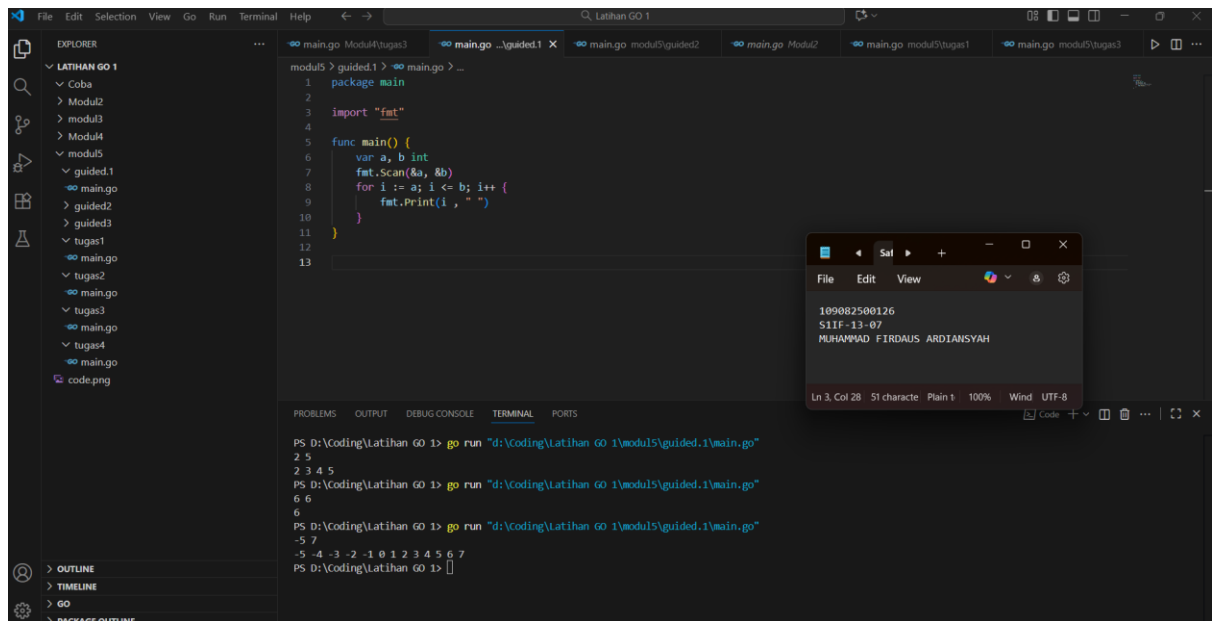 File Edit Selection View Go Run Terminal Help
Latihan GO 1
EXPLORER
LATIHAN GO 1
Coba
Modul2
modul3
Modul4
modul5
guided.1
main.go
guided2
guided3
tugas1
main.go
tugas2
main.go
tugas3
main.go
tugas4
main.go
code.png
OUTLINE
TIMELINE
GO
PACKAGE OUTLINE
main.go Modul4\tugas3
main.go ...\guided.1
main.go modul5\guided2
main.go Modul2
main.go modul5\tugas1
main.go modul5\tugas3
modul5 > guided.1 > main.go > ...
1 package main
2
3 import "fmt"
4
5 func main() {
6 var a, b int
7 fmt.Scan(&a, &b)
8 for i := a; i <= b; i++ {
9 fmt.Print(i , " ")
10 }
11 }
12
13
File Edit View
109082500126
S1IF-13-07
MUHAMMAD FIRDAUS ARDIANSYAH
Ln 3, Col 28 51 characte Plain t 100% Wind UTF-8
PROBLEMS OUTPUT DEBUG CONSOLE TERMINAL PORTS
Code
PS D:\Coding\Latihan GO 1> go run "d:\Coding\Latihan GO 1\modul5\guided.1\main.go"
2 5
2 3 4 5
PS D:\Coding\Latihan GO 1> go run "d:\Coding\Latihan GO 1\modul5\guided.1\main.go"
6 6
6
PS D:\Coding\Latihan GO 1> go run "d:\Coding\Latihan GO 1\modul5\guided.1\main.go"
-5 7
-5 -4 -3 -2 -1 0 1 2 3 4 5 6 7
PS D:\Coding\Latihan GO 1>